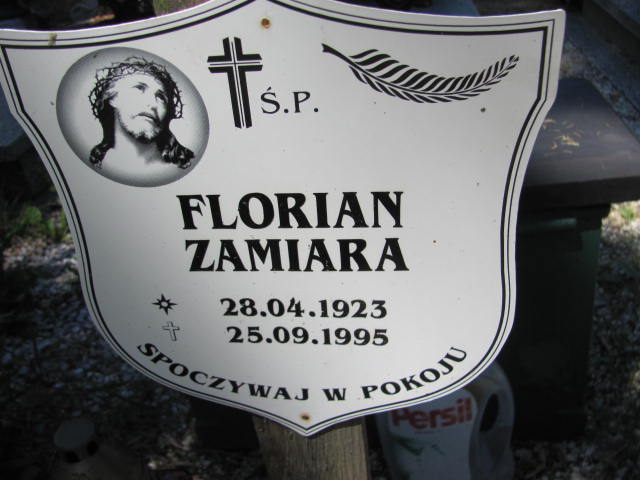 Ś.P.
FLORIAN
ZAMIARA
28.04.1923
25.09.1995
SPOCZYWAJ W POKOJU
Persil